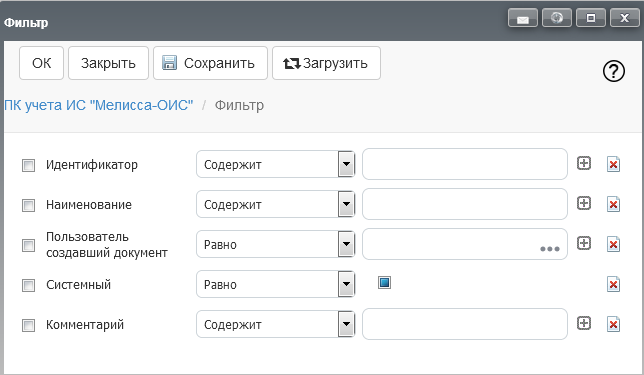 Фильтр
ОК Закрыть Сохранить Загрузить
ПК учета ИС "Мелисса-ОИС" / Фильтр
Идентификатор Содержит
Наименование Содержит
Пользователь
создавший документ Равно
Системный Равно
Комментарий Содержит